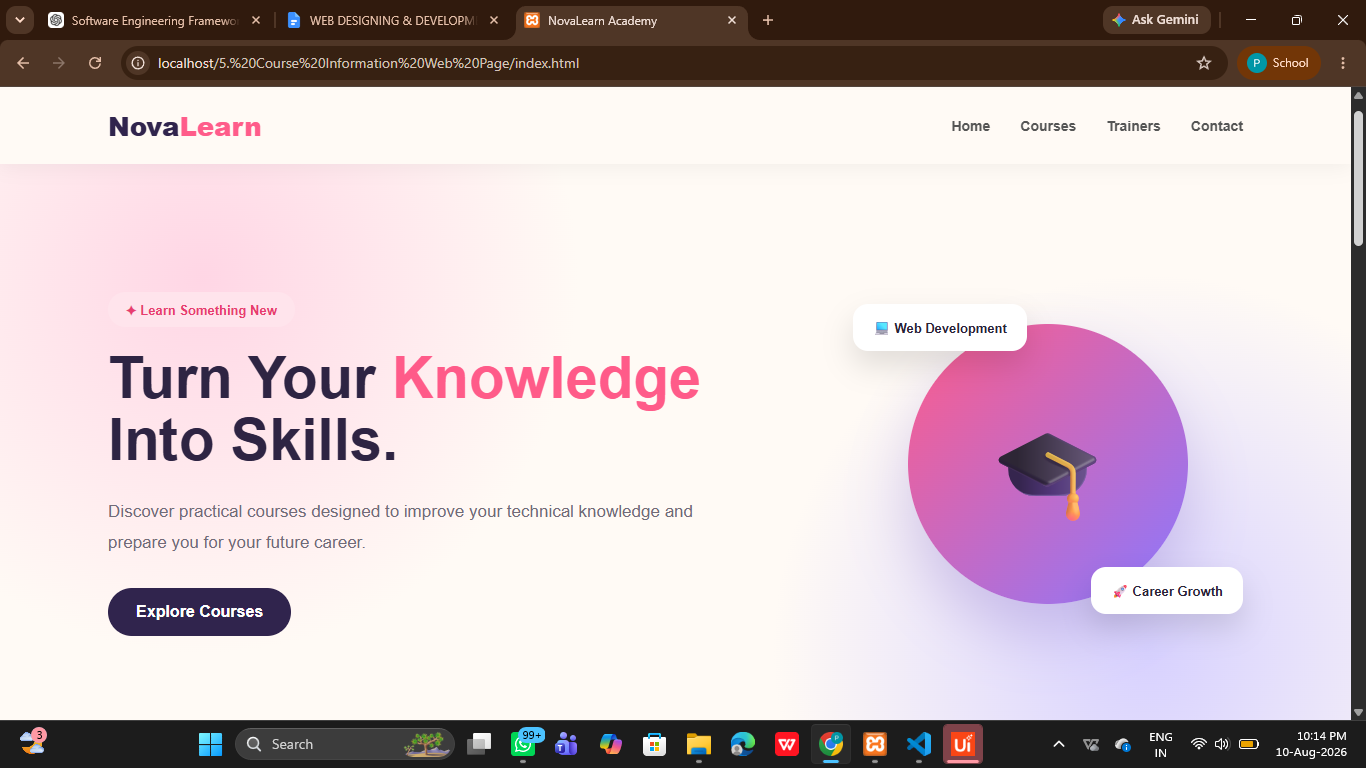 Software Engineering Framewo
WEB DESIGNING & DEVELOPM
NovaLearn Academy
Ask Gemini
localhost/5.%20Course%20Information%20Web%20Page/index.html
P
School
NovaLearn
Home
Courses
Trainers
Contact
✦ Learn Something New
Turn Your Knowledge
Into Skills.
Discover practical courses designed to improve your technical knowledge and
prepare you for your future career.
Explore Courses
Web Development
Career Growth
3
Search
99+
ENG
IN
10:14 PM
10-Aug-2026